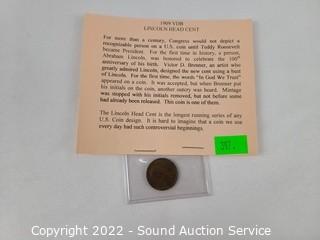 1909 VDB
LINCOLN HEAD CENT
For more than a century, Congress would not depict a
recognizable person on a U.S. coin until Teddy Roosevelt
became President. For the first time in history, a person,
Abraham Lincoln, was honored to celebrate the 100th
anniversary of his birth. Victor D. Brenner, an artist who
greatly admired Lincoln, designed the new cent using a bust
of Lincoln. For the first time, the words "In God We Trust"
appeared on a coin. It was accepted, but when Brenner put
his initials on the coin, another outcry was heard. Mintage
was stopped with his initials removed, but not before some
had already been released. This coin is one of them.
The Lincoln Head Cent is the longest running series of any
U.S. Coin design. It is hard to imagine that a coin we use
every day had such controversial beginnings.
397.
Copyright 2022 - Sound Auction Service